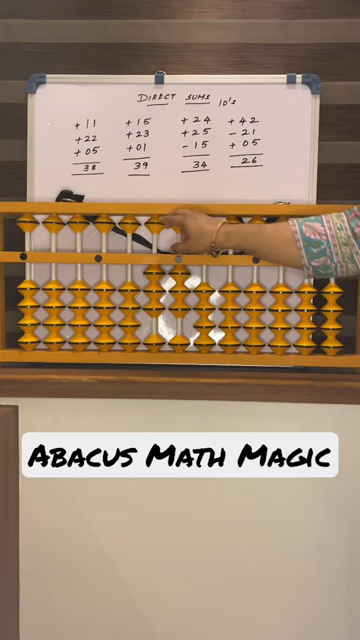 DIRECT SUMS 10's
+11 +15 +24 +42
+22 +23 +25 -21
+05 +01 -15 +05
38 39 34 26
ABACUS MATH MAGIC